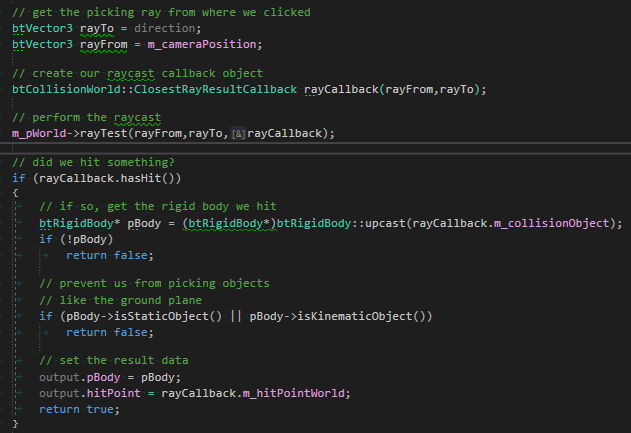 // get the picking ray from where we clicked
btVector3 rayTo = direction;
btVector3 rayFrom = m_cameraPosition;
// create our raycast callback object
btCollisionWorld::ClosestRayResultCallback rayCallback(rayFrom,rayTo);
// perform the raycast
m_pWorld->rayTest(rayFrom,rayTo,[&]rayCallback);
// did we hit something?
if (rayCallback.hasHit())
{
// if so, get the rigid body we hit
btRigidBody* pBody = (btRigidBody*)btRigidBody::upcast(rayCallback.m_collisionObject);
if (!pBody)
return false;
// prevent us from picking objects
// like the ground plane
if (pBody->isStaticObject() || pBody->isKinematicObject())
return false;
// set the result data
output.pBody = pBody;
output.hitPoint = rayCallback.m_hitPointWorld;
return true;
}